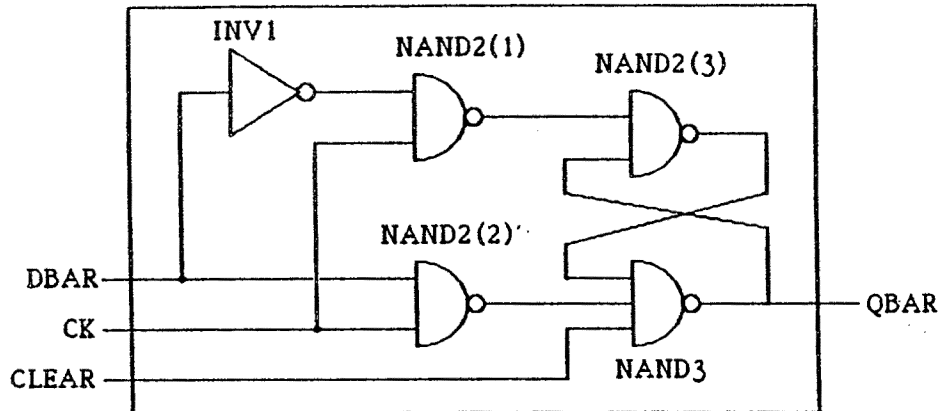 INV1
NAND2(1)
NAND2(3)
NAND2(2)
DBAR
CK
CLEAR
QBAR
NAND3